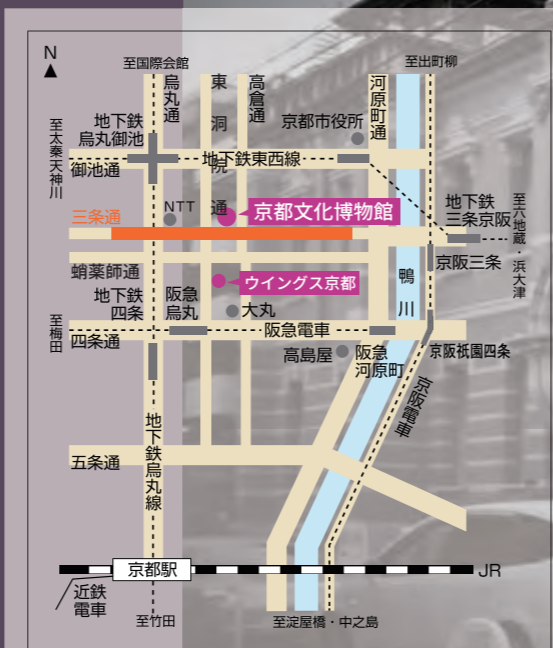 N
至国際会館
至出町柳
烏丸通
東洞院通
高倉通
河原町通
地下鉄
烏丸御池
京都市役所
至太秦天神川
御池通
地下鉄東西線
NTT
京都文化博物館
地下鉄
三条京阪
至六地蔵・浜大津
三条通
蛸薬師通
京阪三条
鴨川
ウイングス京都
地下鉄
四条
阪急
烏丸
大丸
至梅田
四条通
阪急電車
高島屋
阪急
河原町
京阪祇園四条
京阪電車
地下鉄烏丸線
五条通
京都駅
JR
近鉄
電車
至竹田
至淀屋橋・中之島